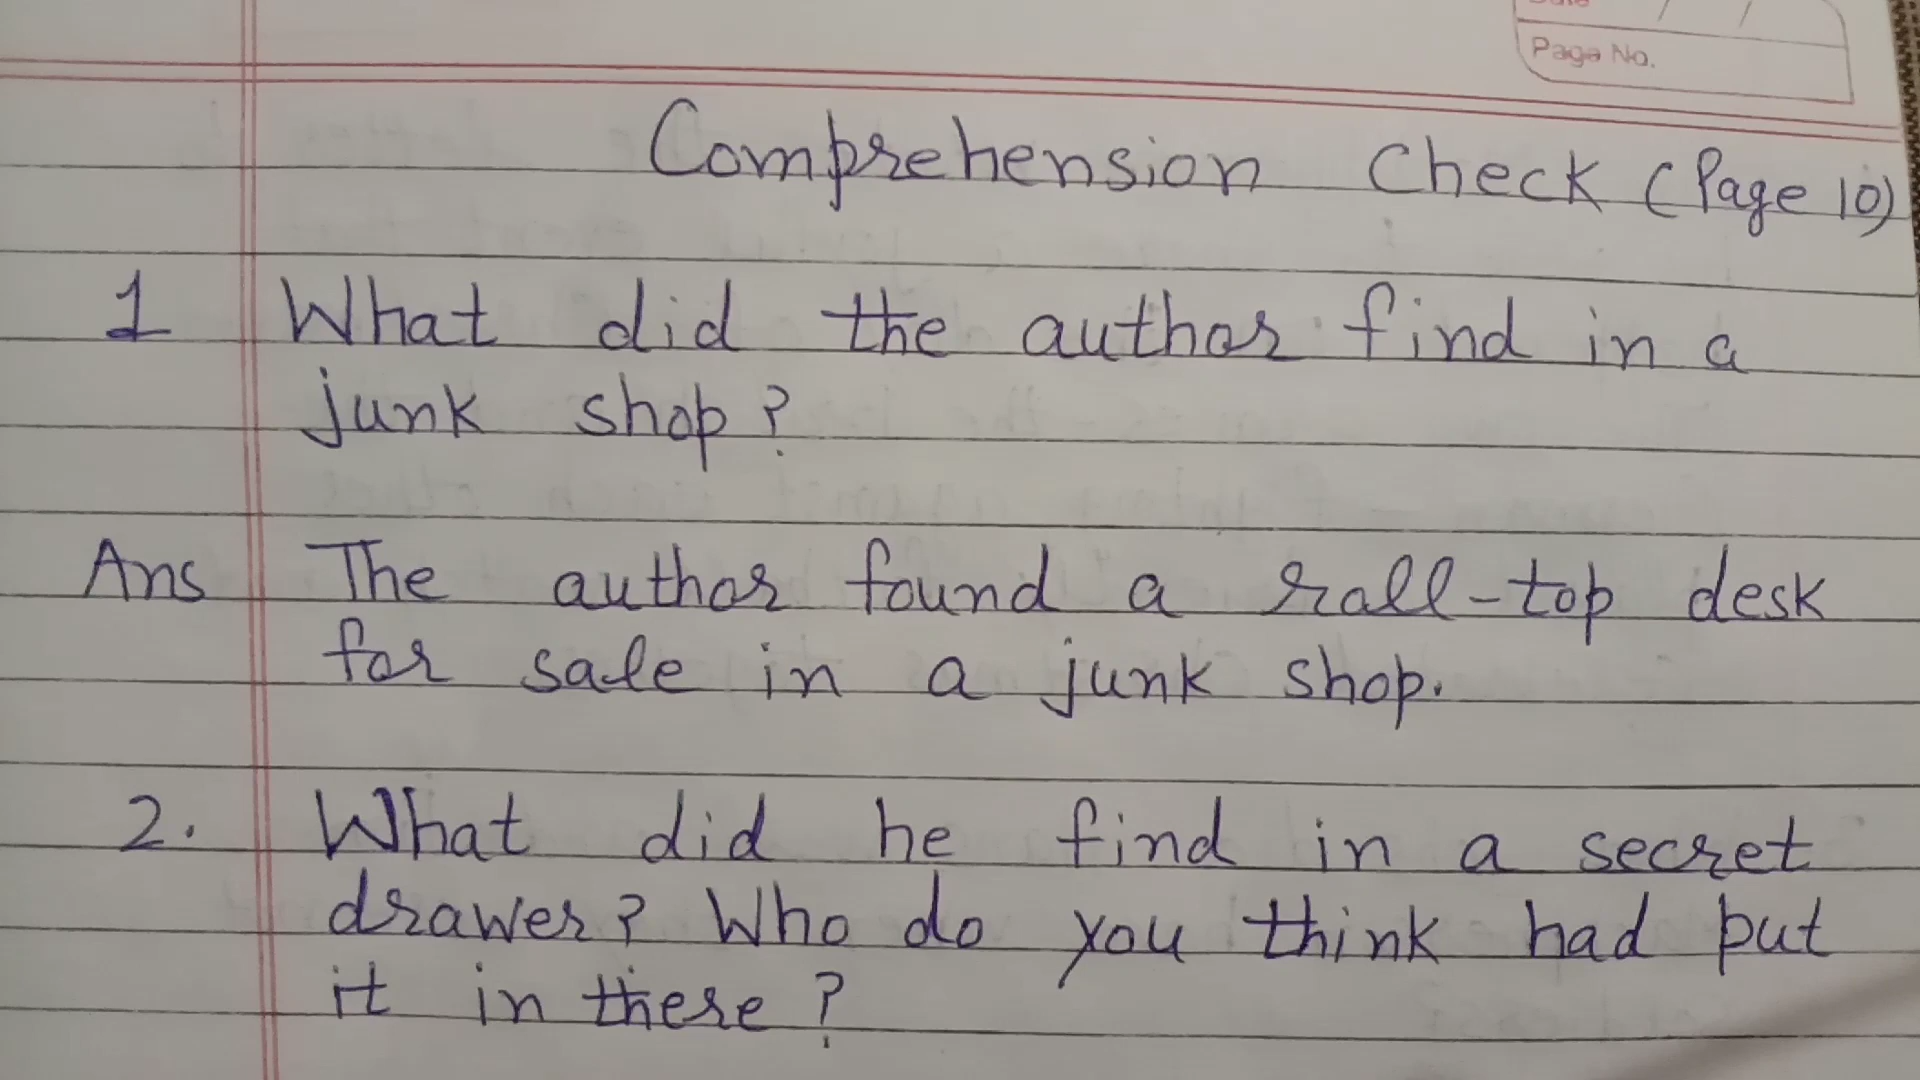 Date / /
Page No.
Comprehension Check (Page 10)
1 What did the author find in a
junk shop?
Ans The author found a roll-top desk
for sale in a junk shop.
2. What did he find in a secret
drawer? Who do you think had put
it in there?